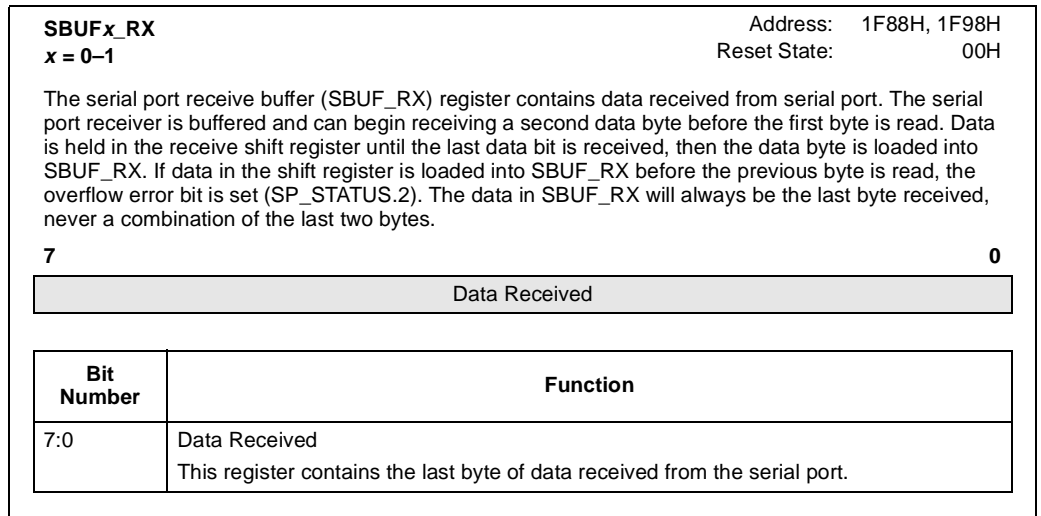 SBUFx_RX
x = 0–1
Address: 1F88H, 1F98H
Reset State: 00H
The serial port receive buffer (SBUF_RX) register contains data received from serial port. The serial
port receiver is buffered and can begin receiving a second data byte before the first byte is read. Data
is held in the receive shift register until the last data bit is received, then the data byte is loaded into
SBUF_RX. If data in the shift register is loaded into SBUF_RX before the previous byte is read, the
overflow error bit is set (SP_STATUS.2). The data in SBUF_RX will always be the last byte received,
never a combination of the last two bytes.
7 0
Data Received
Bit
Number
Function
7:0
Data Received
This register contains the last byte of data received from the serial port.